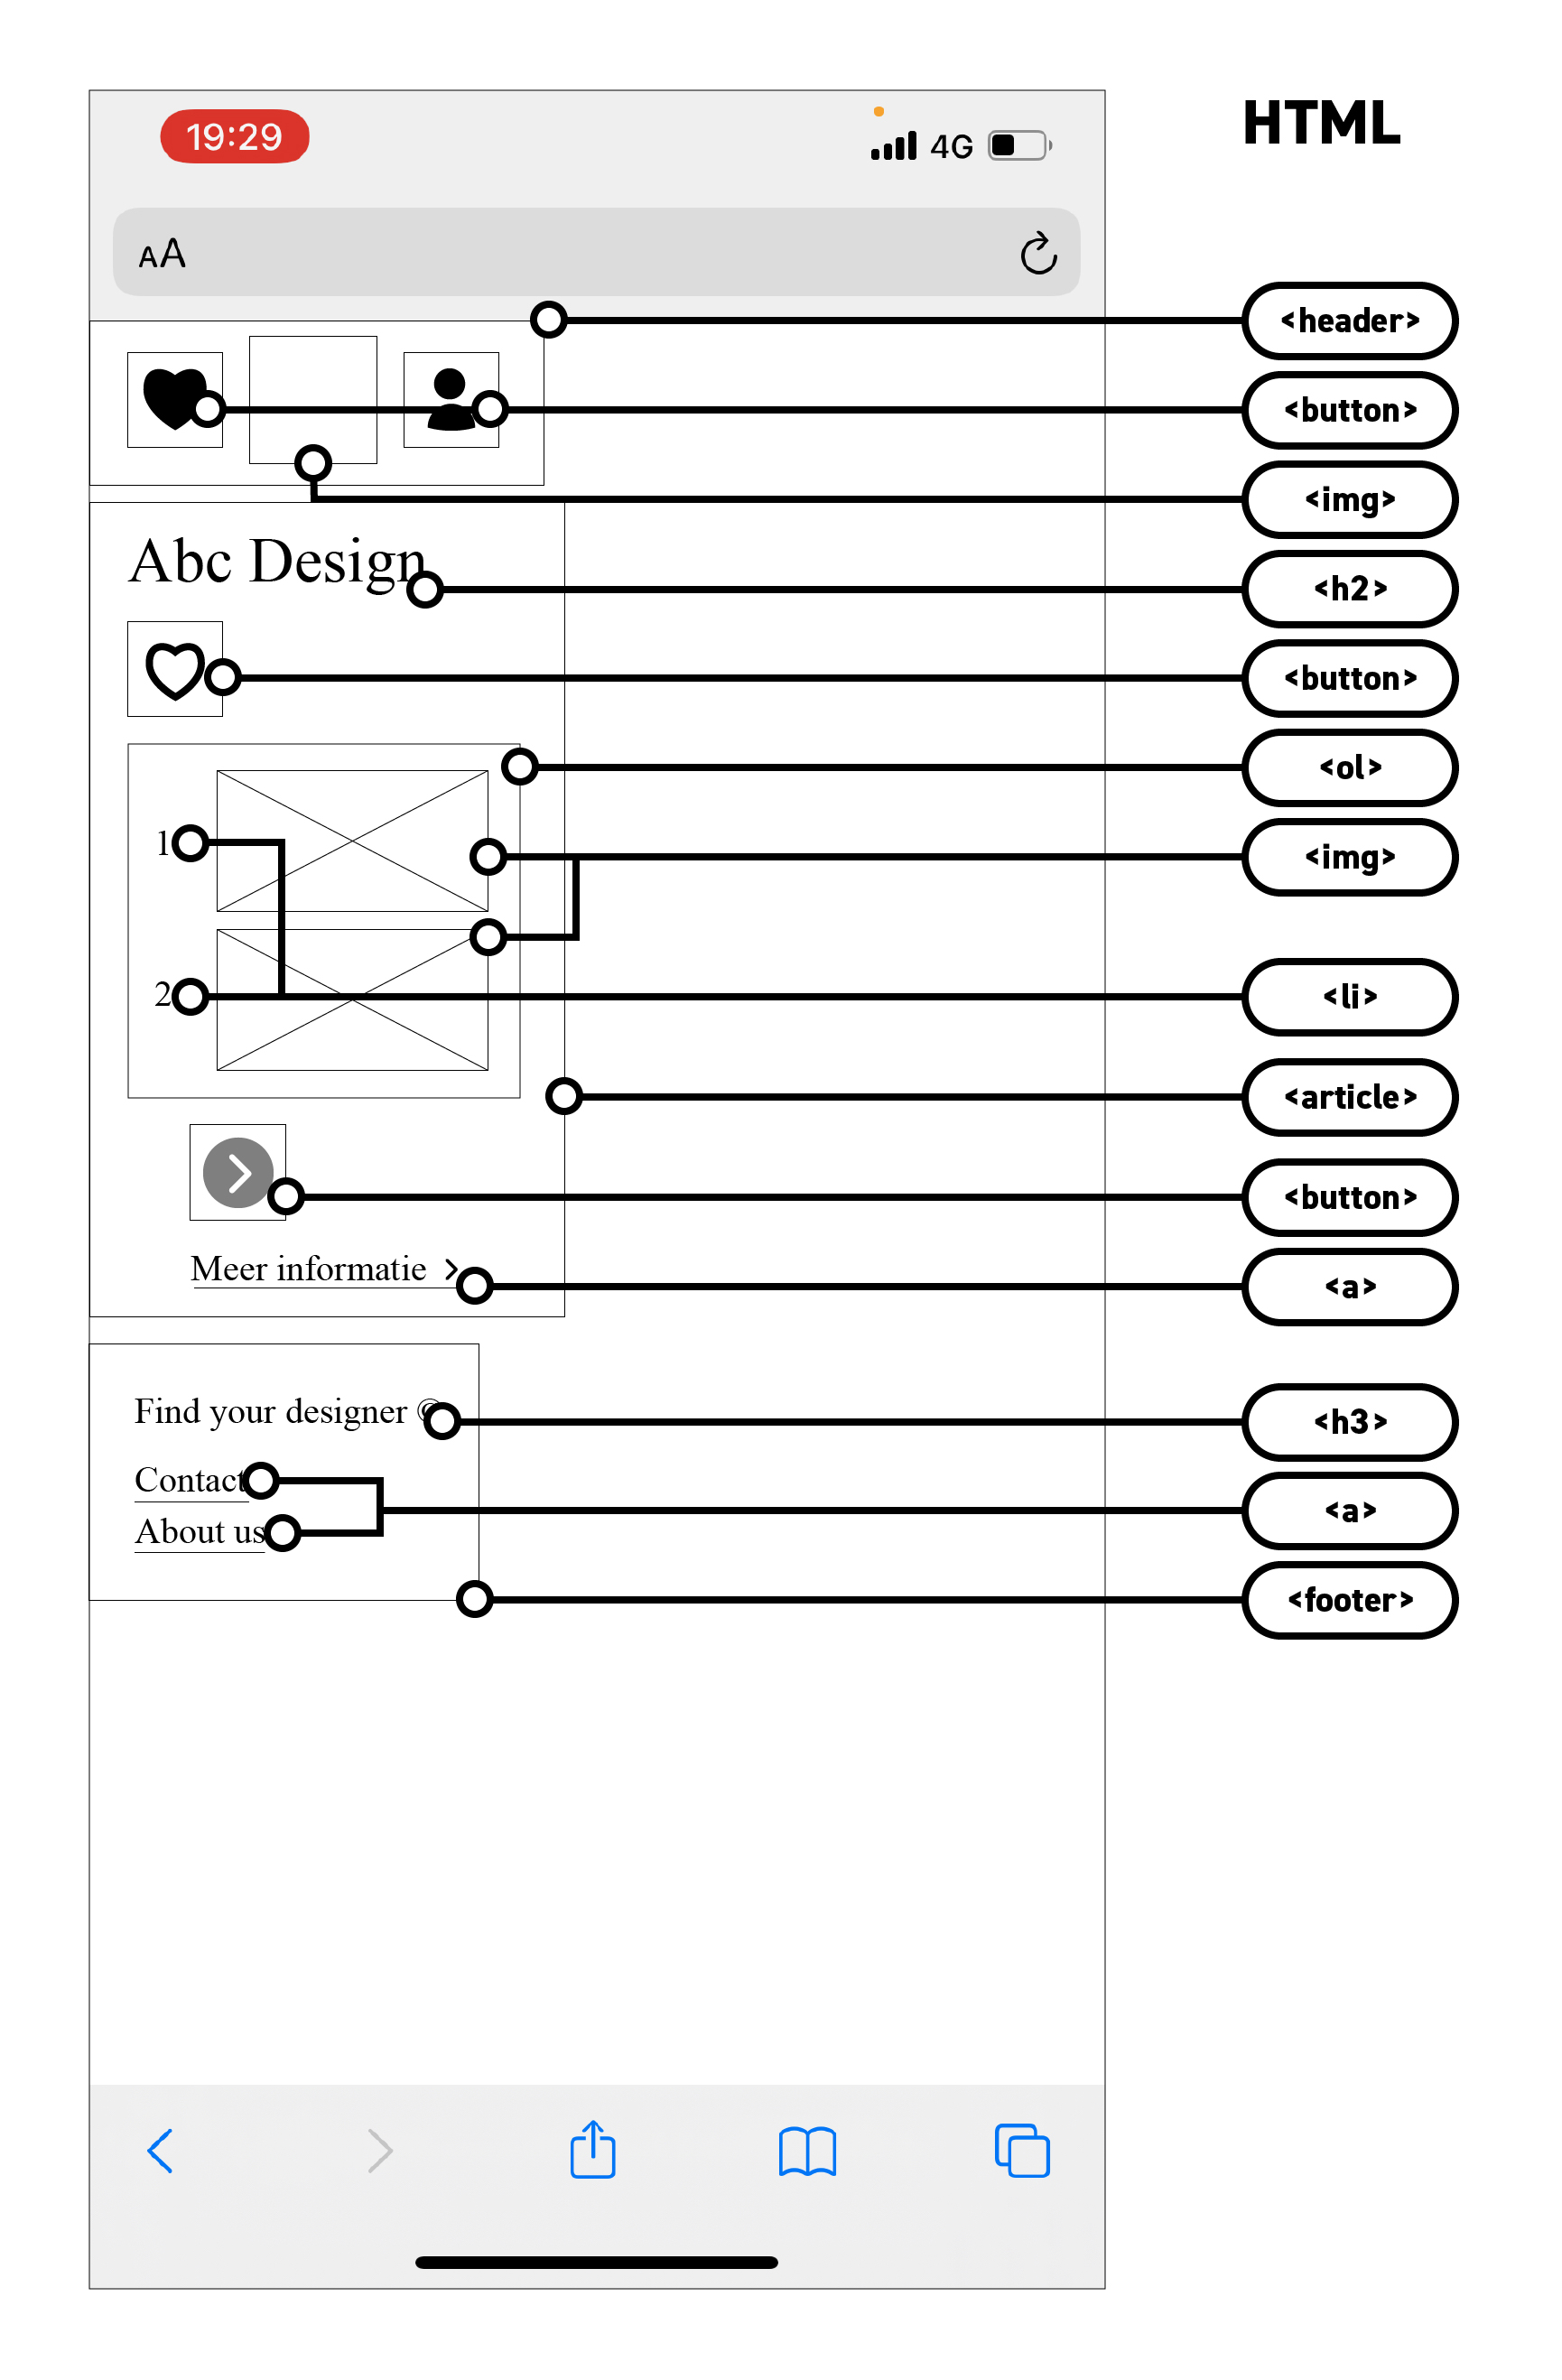 HTML
19:29
4G
AA
<header>
<button>
<img>
Abc Design
<h2>
<button>
<ol>
1
<img>
2
<li>
<article>
<button>
Meer informatie >
<a>
Find your designer ©
<h3>
Contact
<a>
About us
<footer>